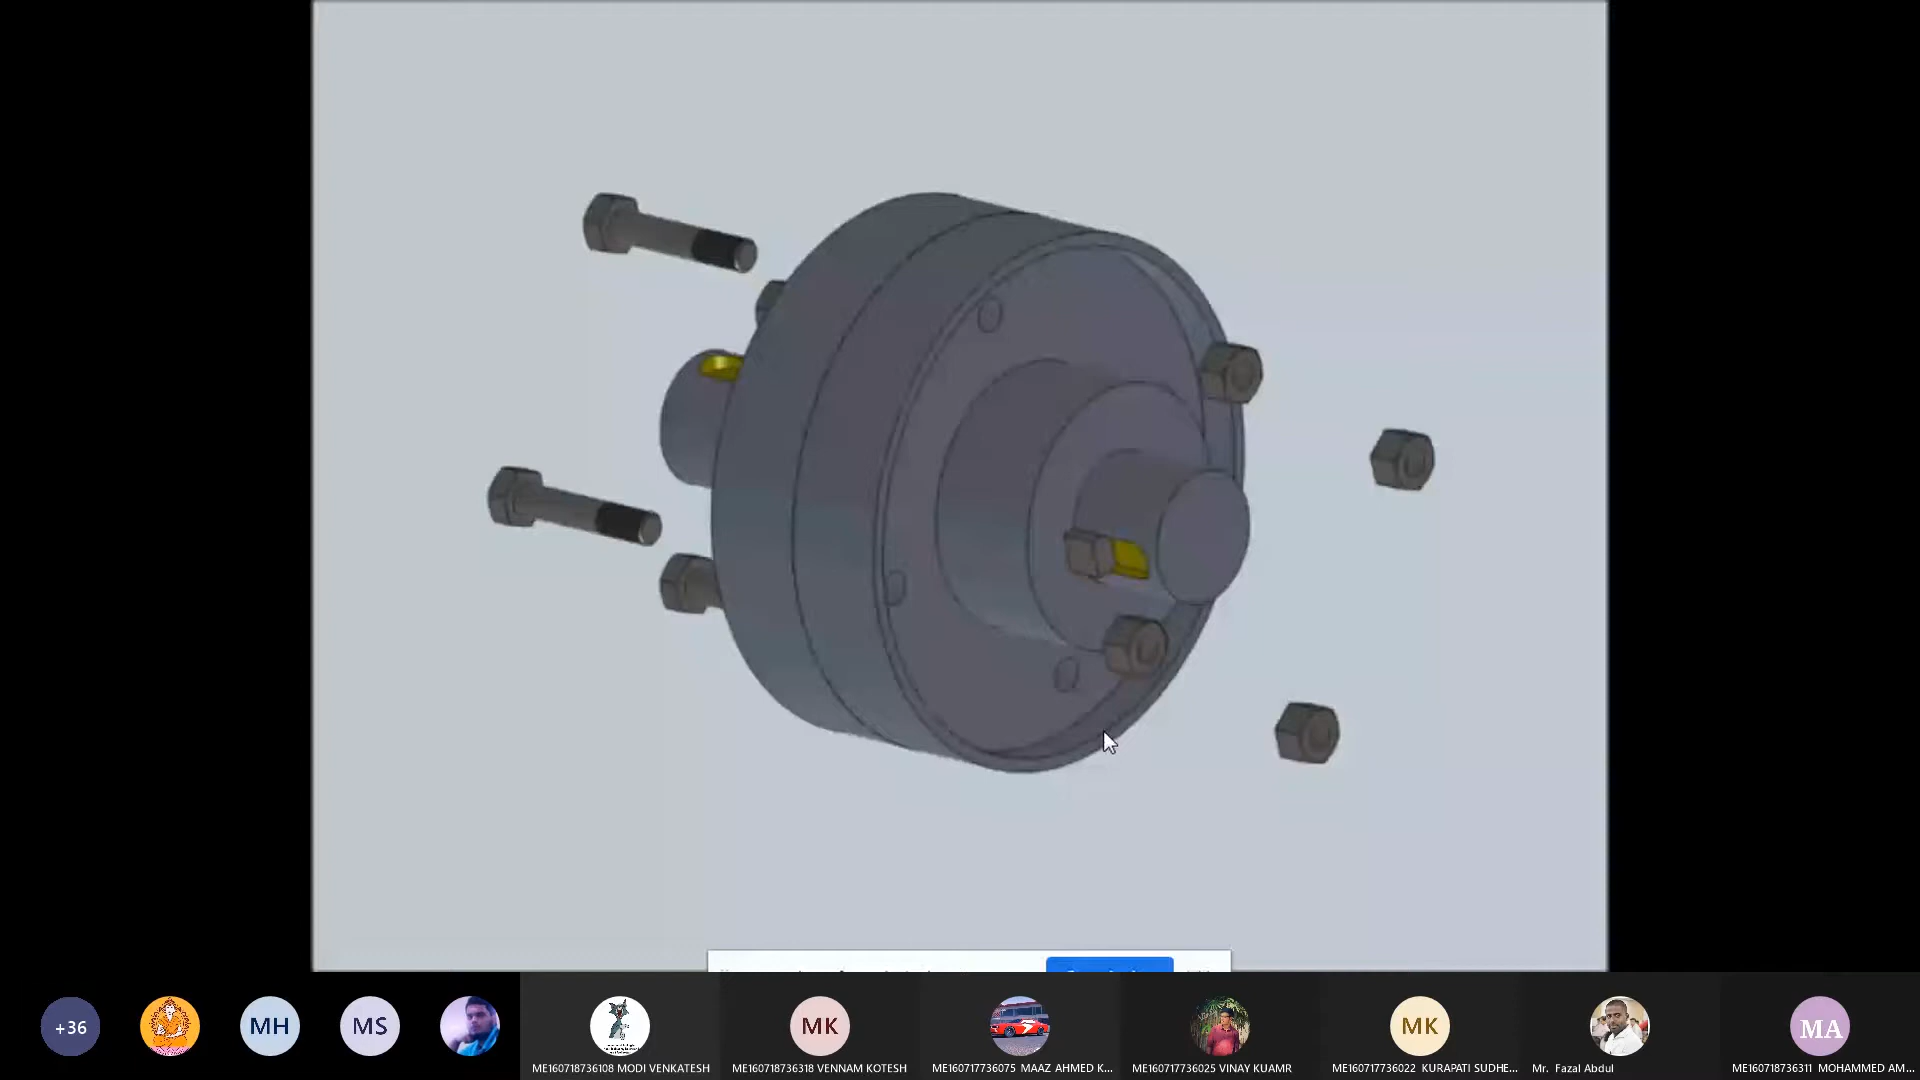 +36
MH
MS
MK
MK
MA
ME160718736108 MODI VENKATESH
ME160718736318 VENNAM KOTESH
ME160717736075 MAAZ AHMED K...
ME160717736025 VINAY KUAMR
ME160717736022 KURAPATI SUDHE...
Mr. Fazal Abdul
ME160718736311 MOHAMMED AM...